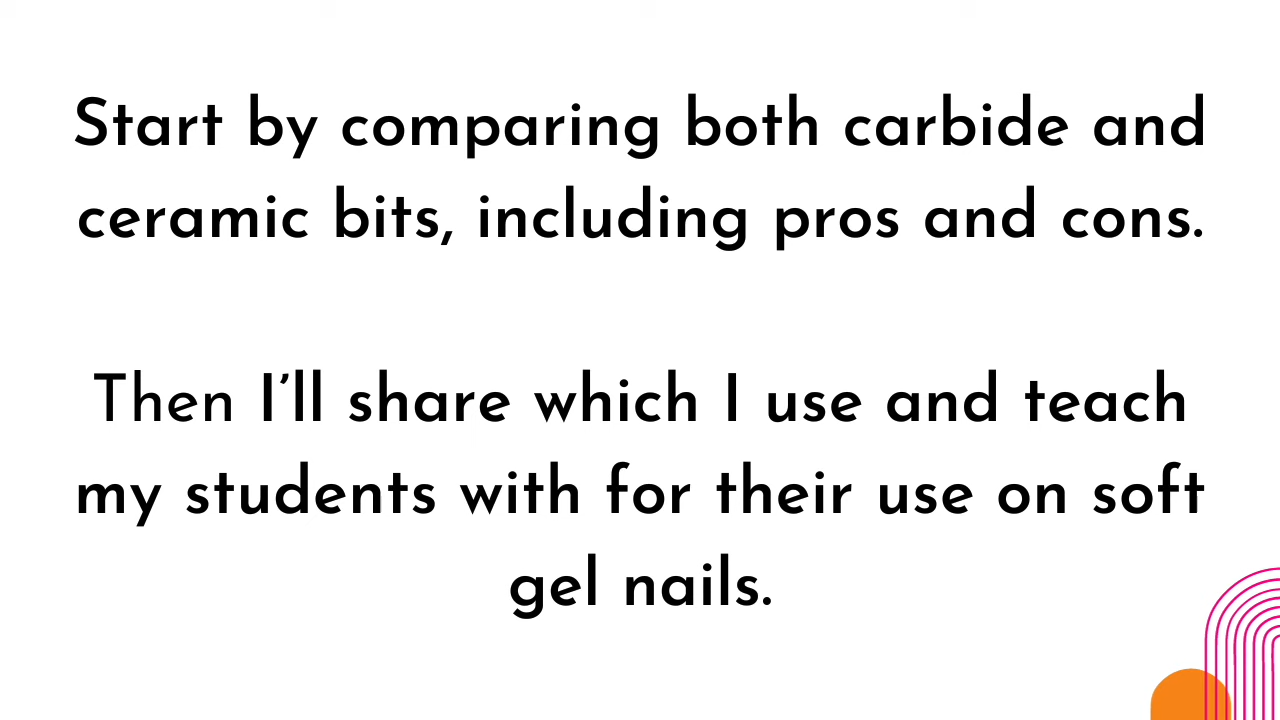 Start by comparing both carbide and
ceramic bits, including pros and cons.
Then I’ll share which I use and teach
my students with for their use on soft
gel nails.